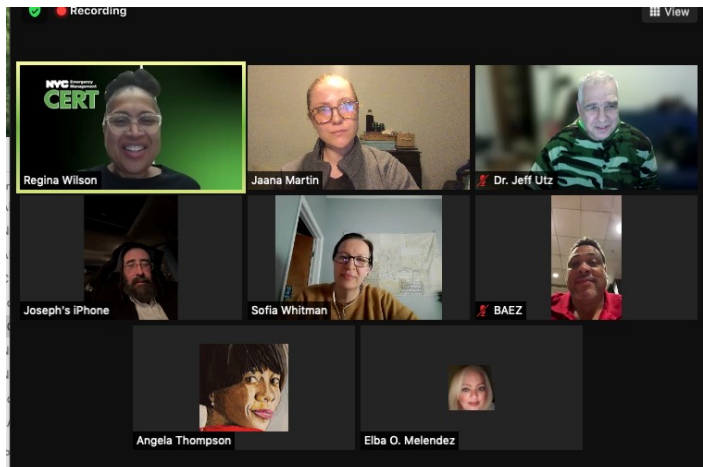 Recording
View
NYC Emergency
Management
CERT
Regina Wilson
Jaana Martin
Dr. Jeff Utz
Joseph's iPhone
Sofia Whitman
BAEZ
Angela Thompson
Elba O. Melendez